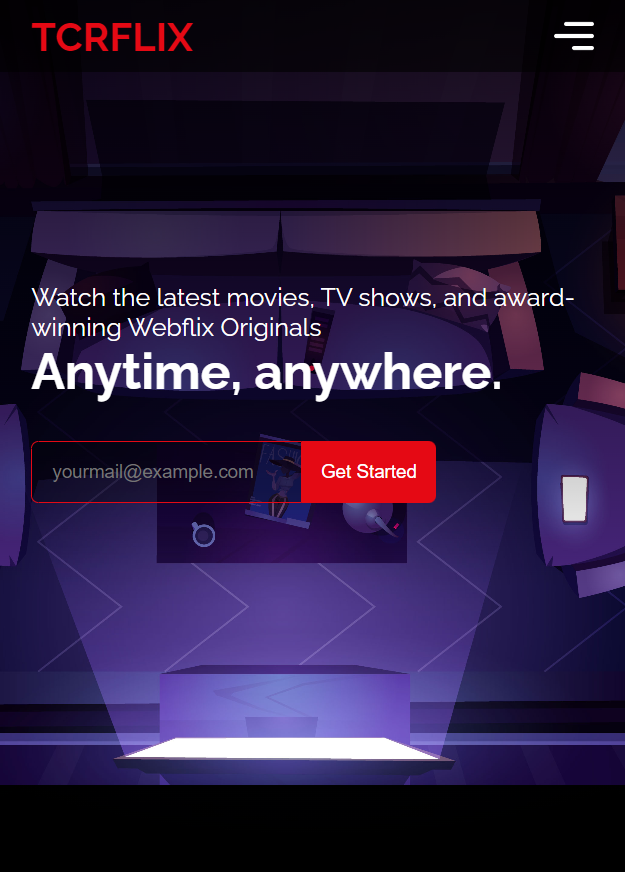 TCRFLIX
Watch the latest movies, TV shows, and award-
winning Webflix Originals
Anytime, anywhere.
yourmail@example.com
Get Started